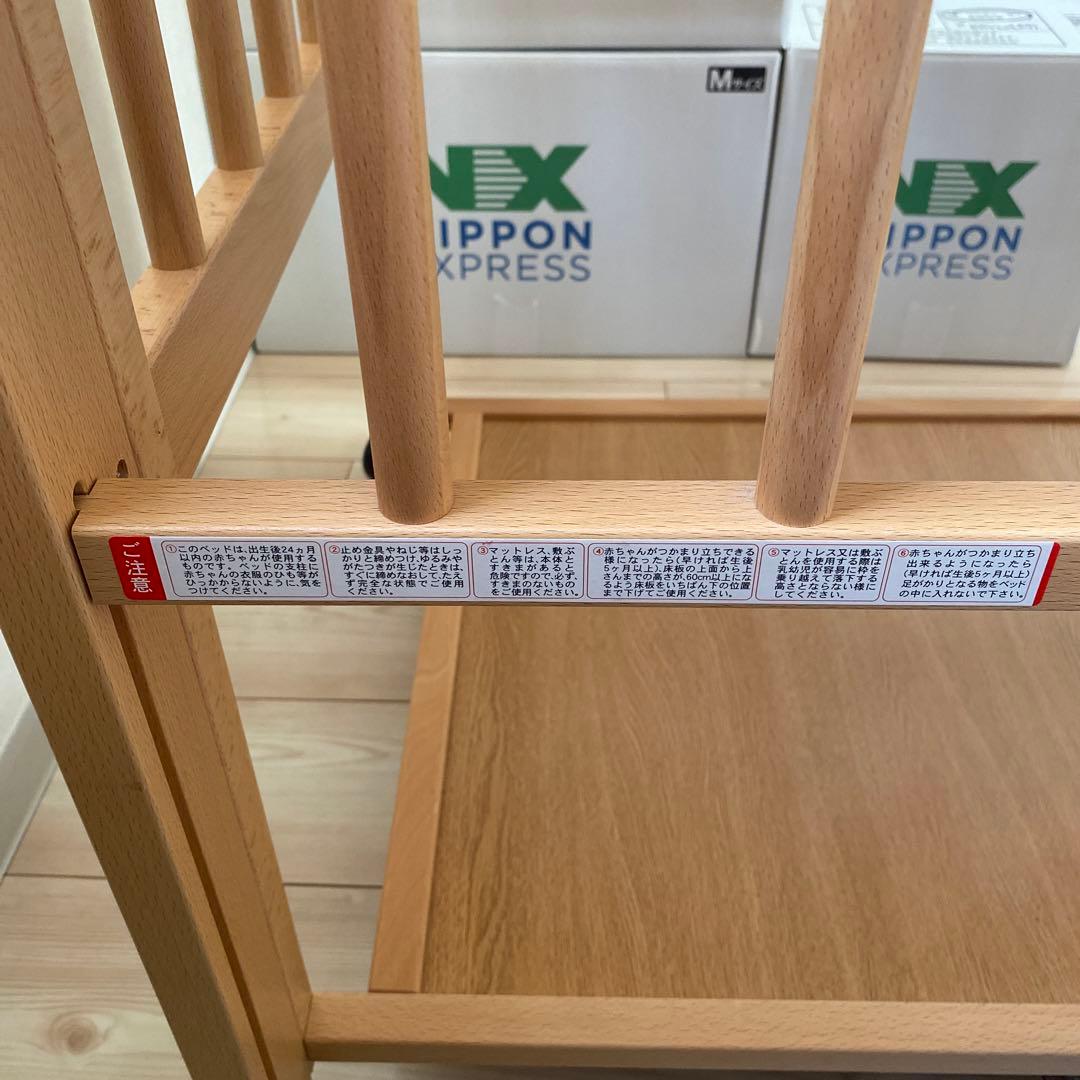 Mサイズ
NX
NIPPON
EXPRESS
NX
NIPPON
EXPRESS
ご注意
①このベッドは、出生後24ヵ月
以内の赤ちゃんが使用する
ものです。ベッドの支柱に
赤ちゃんの衣服のひも等が
ひっかからないように気を
つけてください。
②止め金具やねじ等はしっ
かりと締めつけ、ゆるみや
がたつきが生じたときは、
すぐに締めなおして、たえ
ず完全な状態でご使用
ください。
③マットレス、敷ぶ
とん等は、本体と
すきまがあると
危険ですので、必ず、
すきまのないもの
をご使用ください。
④赤ちゃんがつかまり立ちできる
様になったら(早ければ生後
5ヶ月以上)、床板の上面から上
さんまでの高さが、60cm以上にな
るよう床板をいちばん下の位置
まで下げてご使用ください。
⑤マットレス又は敷ぶ
とんを使用する際は
乳幼児が容易に枠を
乗り越えて落下する
高さとならない様に
してください。
⑥赤ちゃんがつかまり立ち
出来るようになったら
(早ければ生後5ヶ月以上)
足がかりとなる物をベッド
の中に入れないで下さい。